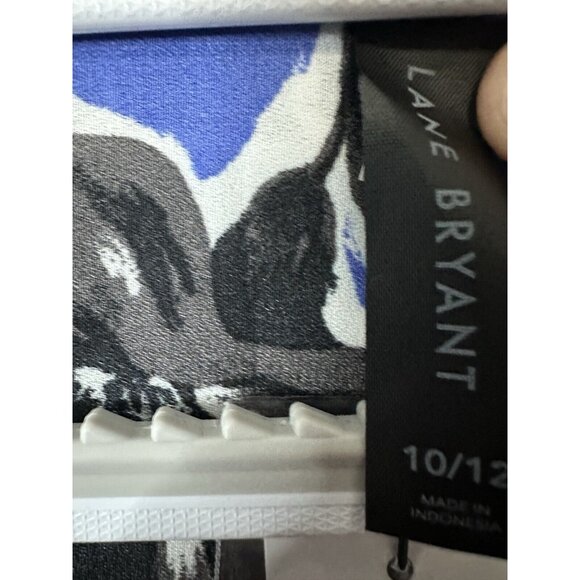 LANE BRYANT
10/12
MADE IN
INDONESIA